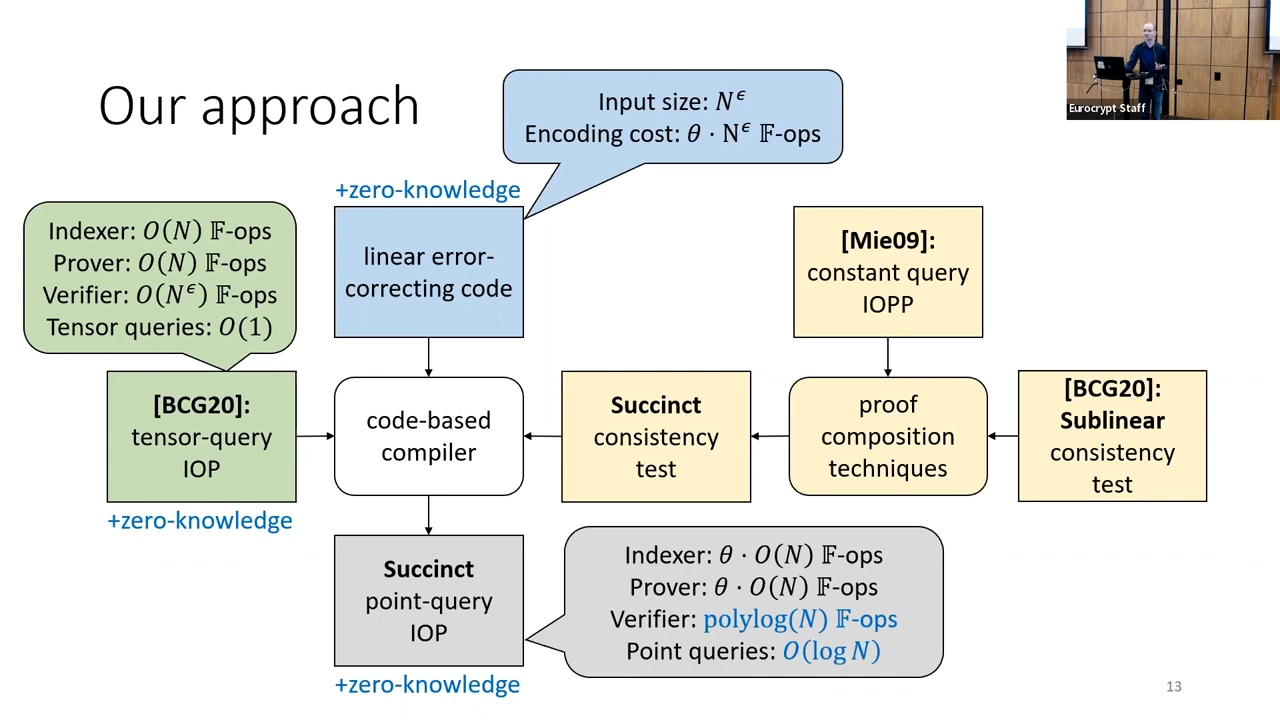 Our approach
Input size: N^ϵ
Encoding cost: θ · N^ϵ 𝔽-ops
Eurocrypt Staff
+zero-knowledge
linear error-
correcting code
Indexer: O(N) 𝔽-ops
Prover: O(N) 𝔽-ops
Verifier: O(N^ϵ) 𝔽-ops
Tensor queries: O(1)
[Mie09]:
constant query
IOPP
[BCG20]:
tensor-query
IOP
+zero-knowledge
code-based
compiler
Succinct
consistency
test
proof
composition
techniques
[BCG20]:
Sublinear
consistency
test
Succinct
point-query
IOP
+zero-knowledge
Indexer: θ · O(N) 𝔽-ops
Prover: θ · O(N) 𝔽-ops
Verifier: polylog(N) 𝔽-ops
Point queries: O(log N)
13